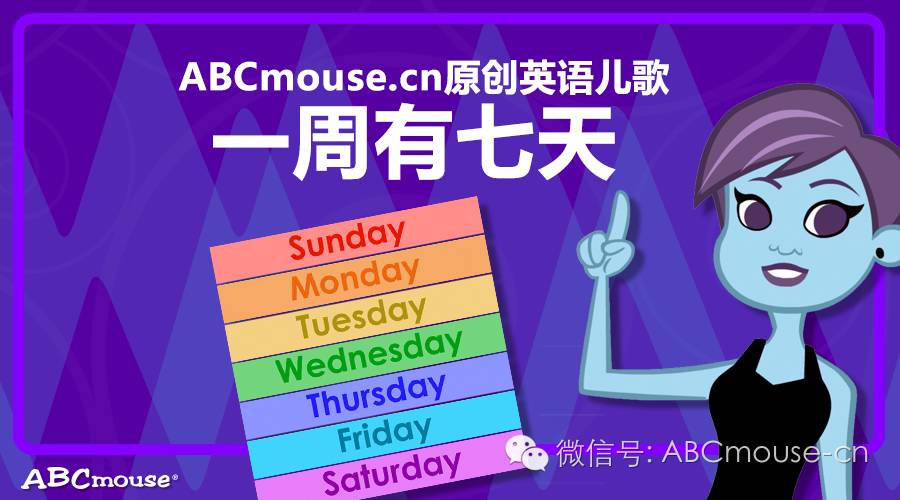 ABCmouse.cn原创英语儿歌
一周有七天
Sunday
Monday
Tuesday
Wednesday
Thursday
Friday
Saturday
微信号: ABCmouse-cn
ABCmouse®